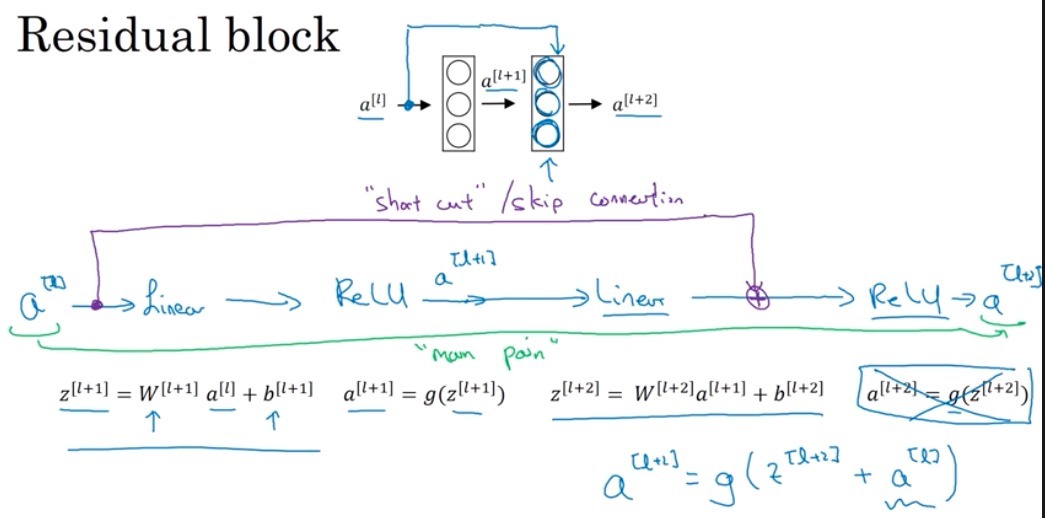 Residual block
a^[l] a^[l+1] a^[l+2]
"short cut" / skip connection
a^[l] → Linear → ReLU a^[l+1] → Linear → ⊕ → ReLU → a^[l+2]
"main path"
z^[l+1] = W^[l+1] a^[l] + b^[l+1] a^[l+1] = g(z^[l+1]) z^[l+2] = W^[l+2]a^[l+1] + b^[l+2] a^[l+2] = g(z^[l+2])
a^[l+2] = g(z^[l+2] + a^[l])